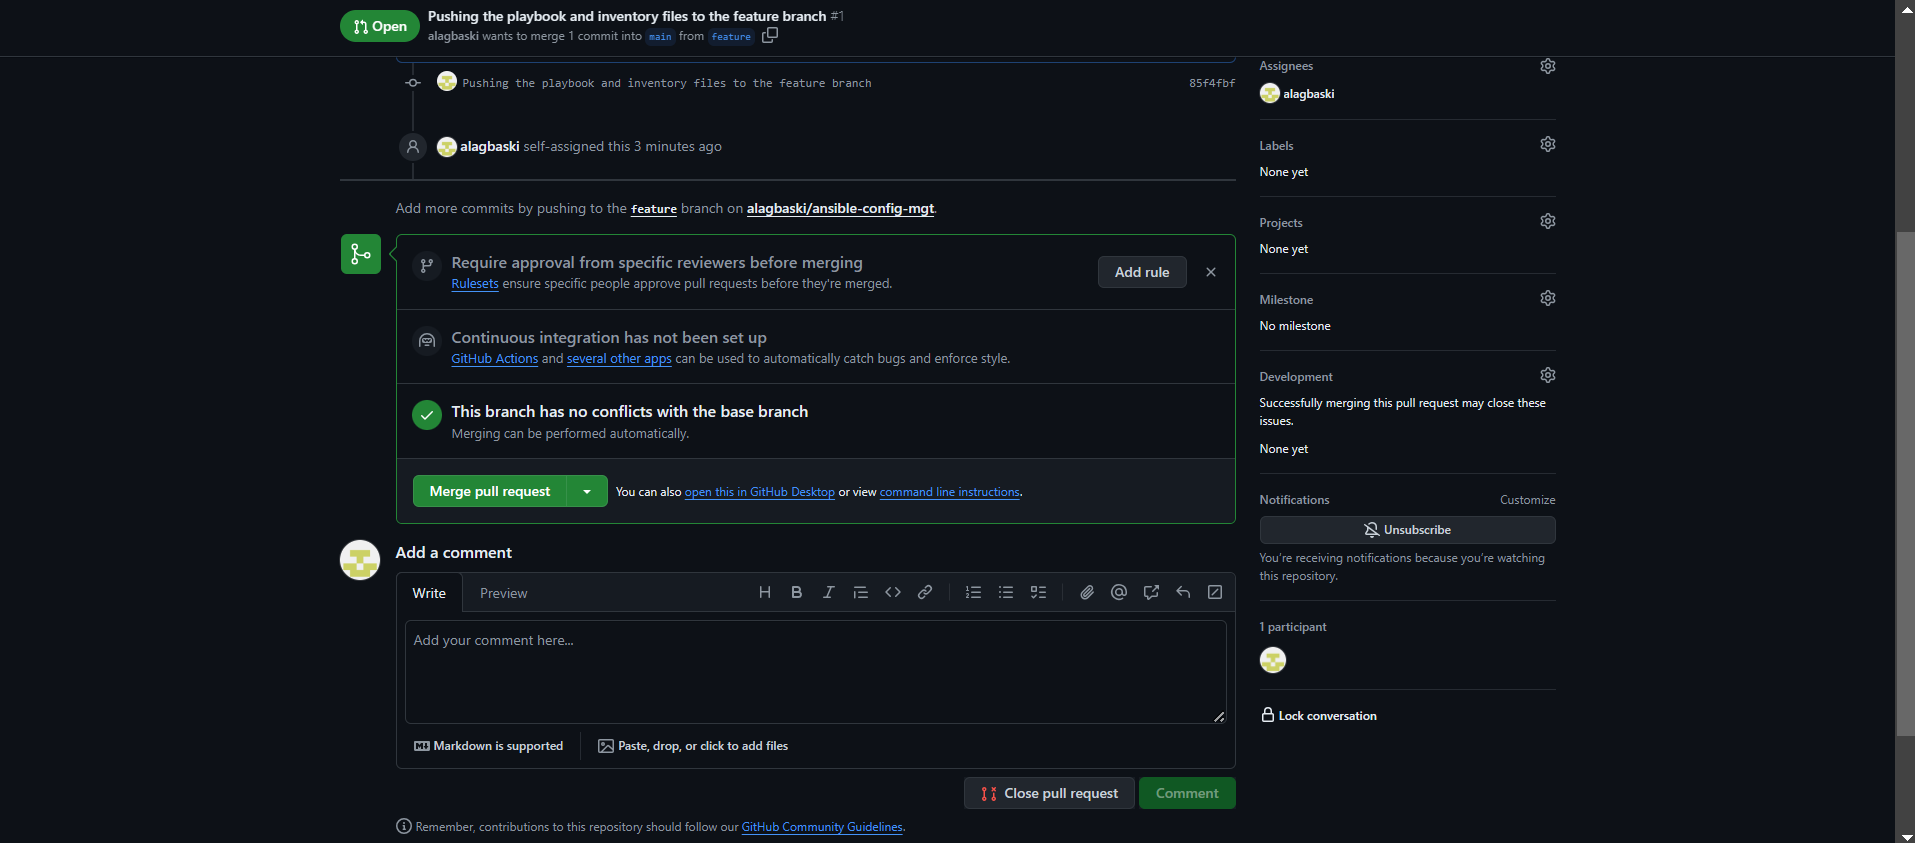 Open
Pushing the playbook and inventory files to the feature branch #1
alagbaski wants to merge 1 commit into main from feature
Pushing the playbook and inventory files to the feature branch 85f4fbf
alagbaski self-assigned this 3 minutes ago
Add more commits by pushing to the feature branch on alagbaski/ansible-config-mgt.
Require approval from specific reviewers before merging
Rulesets ensure specific people approve pull requests before they're merged.
Add rule
Continuous integration has not been set up
GitHub Actions and several other apps can be used to automatically catch bugs and enforce style.
This branch has no conflicts with the base branch
Merging can be performed automatically.
Merge pull request
You can also open this in GitHub Desktop or view command line instructions.
Add a comment
Write
Preview
Add your comment here...
Markdown is supported
Paste, drop, or click to add files
Close pull request
Comment
Remember, contributions to this repository should follow our GitHub Community Guidelines.
Assignees
alagbaski
Labels
None yet
Projects
None yet
Milestone
No milestone
Development
Successfully merging this pull request may close these
issues.
None yet
Notifications
Customize
Unsubscribe
You're receiving notifications because you're watching
this repository.
1 participant
Lock conversation